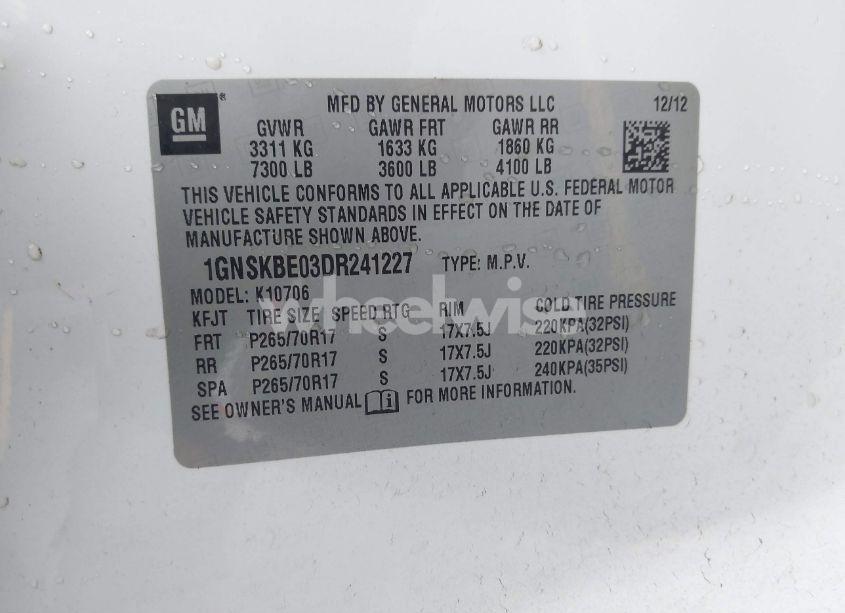 GM®
MFD BY GENERAL MOTORS LLC 12/12
GVWR GAWR FRT GAWR RR
3311 KG 1633 KG 1860 KG
7300 LB 3600 LB 4100 LB
THIS VEHICLE CONFORMS TO ALL APPLICABLE U.S. FEDERAL MOTOR
VEHICLE SAFETY STANDARDS IN EFFECT ON THE DATE OF
MANUFACTURE SHOWN ABOVE.
1GNSKBE03DR241227 TYPE: M.P.V.
MODEL: K10706
wheelwise
KFJT TIRE SIZE SPEED RTG RIM COLD TIRE PRESSURE
FRT P265/70R17 S 17X7.5J 220KPA(32PSI)
RR P265/70R17 S 17X7.5J 220KPA(32PSI)
SPA P265/70R17 S 17X7.5J 240KPA(35PSI)
SEE OWNER'S MANUAL i FOR MORE INFORMATION.